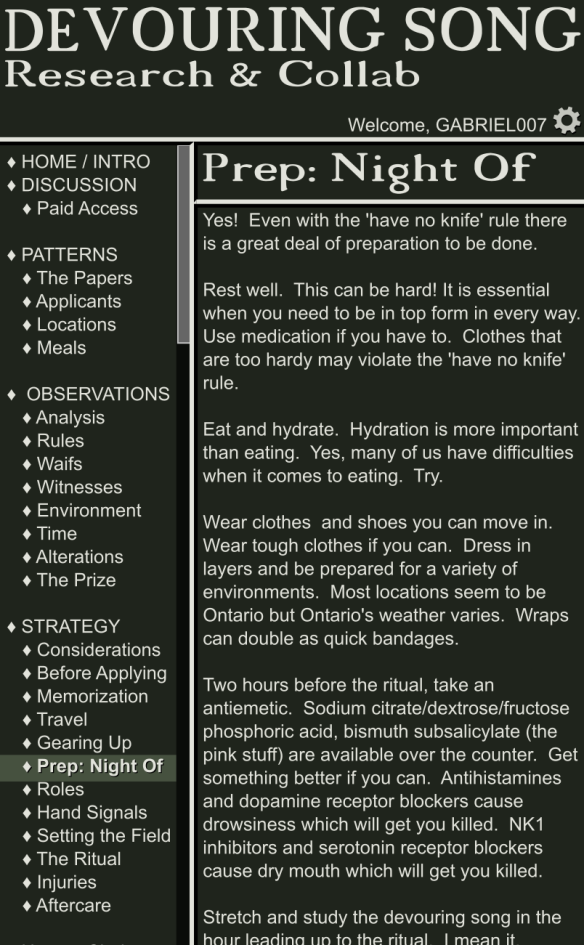 DEVOURING SONG
Research & Collab
Welcome, GABRIEL007
♦ HOME / INTRO
♦ DISCUSSION
♦ Paid Access
♦ PATTERNS
♦ The Papers
♦ Applicants
♦ Locations
♦ Meals
♦ OBSERVATIONS
♦ Analysis
♦ Rules
♦ Waifs
♦ Witnesses
♦ Environment
♦ Time
♦ Alterations
♦ The Prize
♦ STRATEGY
♦ Considerations
♦ Before Applying
♦ Memorization
♦ Travel
♦ Gearing Up
♦ Prep: Night Of
♦ Roles
♦ Hand Signals
♦ Setting the Field
♦ The Ritual
♦ Injuries
♦ Aftercare
Prep: Night Of
Yes!  Even with the 'have no knife' rule there
is a great deal of preparation to be done.
Rest well.  This can be hard! It is essential
when you need to be in top form in every way.
Use medication if you have to.  Clothes that
are too hardy may violate the 'have no knife'
rule.
Eat and hydrate.  Hydration is more important
than eating.  Yes, many of us have difficulties
when it comes to eating.  Try.
Wear clothes  and shoes you can move in.
Wear tough clothes if you can.  Dress in
layers and be prepared for a variety of
environments.  Most locations seem to be
Ontario but Ontario's weather varies.  Wraps
can double as quick bandages.
Two hours before the ritual, take an
antiemetic.  Sodium citrate/dextrose/fructose
phosphoric acid, bismuth subsalicylate (the
pink stuff) are available over the counter.  Get
something better if you can.  Antihistamines
and dopamine receptor blockers cause
drowsiness which will get you killed.  NK1
inhibitors and serotonin receptor blockers
cause dry mouth which will get you killed.
Stretch and study the devouring song in the
hour leading up to the ritual.  I mean it